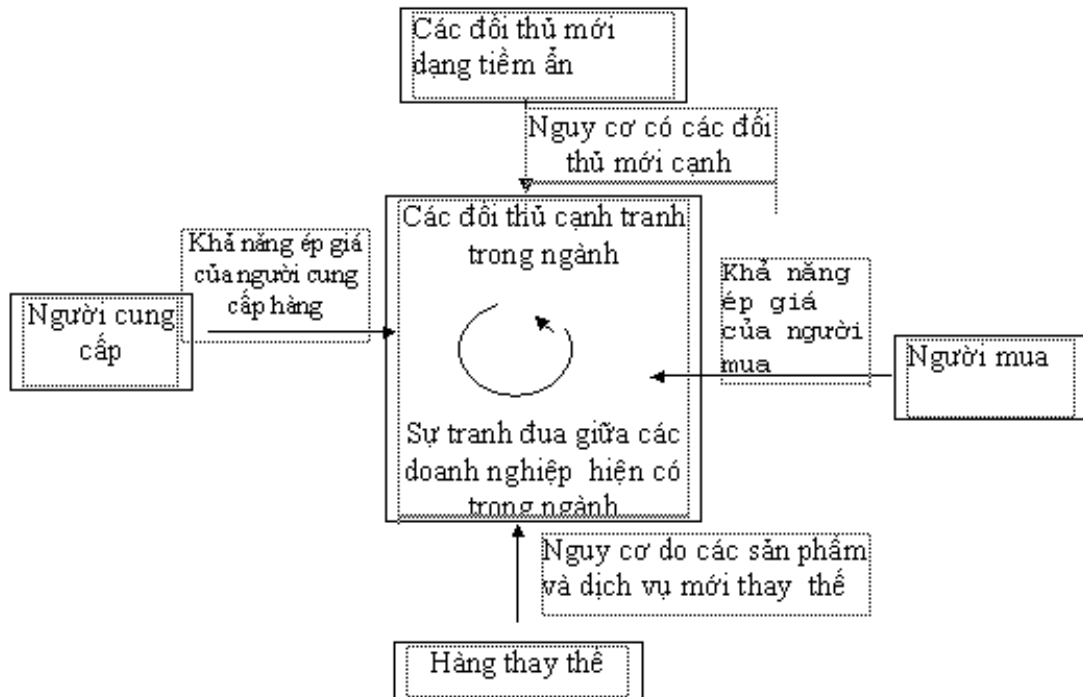 Các đối thủ mới
dạng tiềm ẩn
Nguy cơ có các đối
thủ mới cạnh
Các đối thủ cạnh tranh
trong ngành
Khả năng ép giá
của người cung
cấp hàng
Khả năng
ép giá
của người
mua
Người cung
cấp
Người mua
Sự tranh đua giữa các
doanh nghiệp hiện có
trong ngành
Nguy cơ do các sản phẩm
và dịch vụ mới thay thế
Hàng thay thế